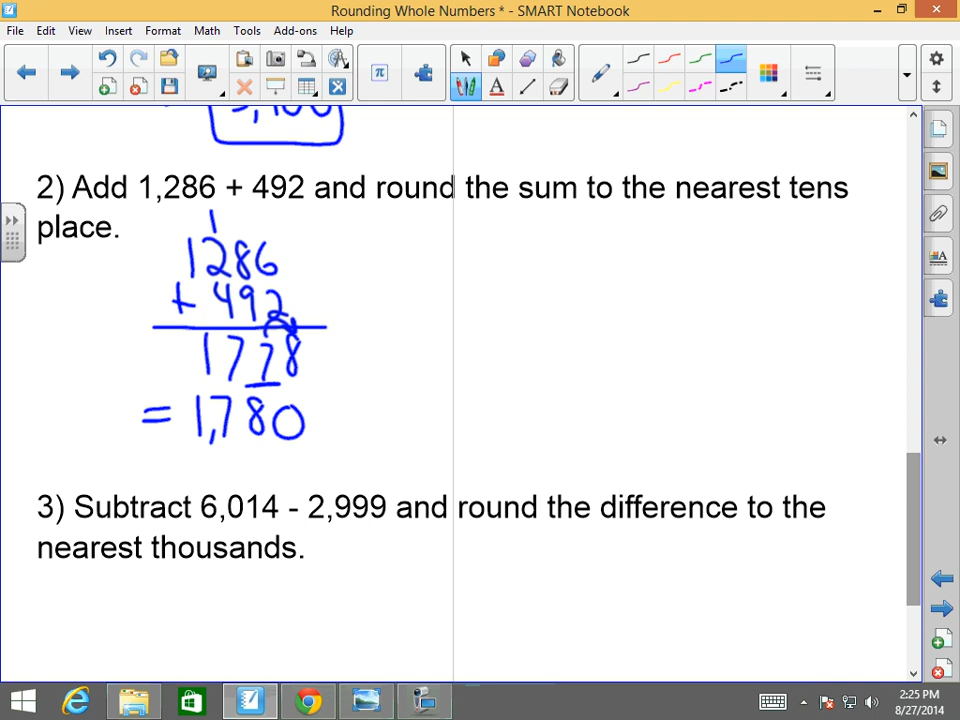 Rounding Whole Numbers * - SMART Notebook
File Edit View Insert Format Math Tools Add-ons Help
2) Add 1,286 + 492 and round the sum to the nearest tens
place.
1
1286
+ 492
1778
= 1,780
3) Subtract 6,014 - 2,999 and round the difference to the
nearest thousands.
2:25 PM
8/27/2014